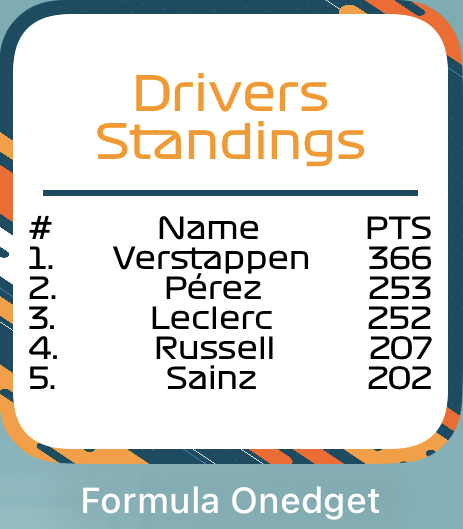 Drivers
Standings
# Name PTS
1. Verstappen 366
2. Pérez 253
3. Leclerc 252
4. Russell 207
5. Sainz 202
Formula Onedget